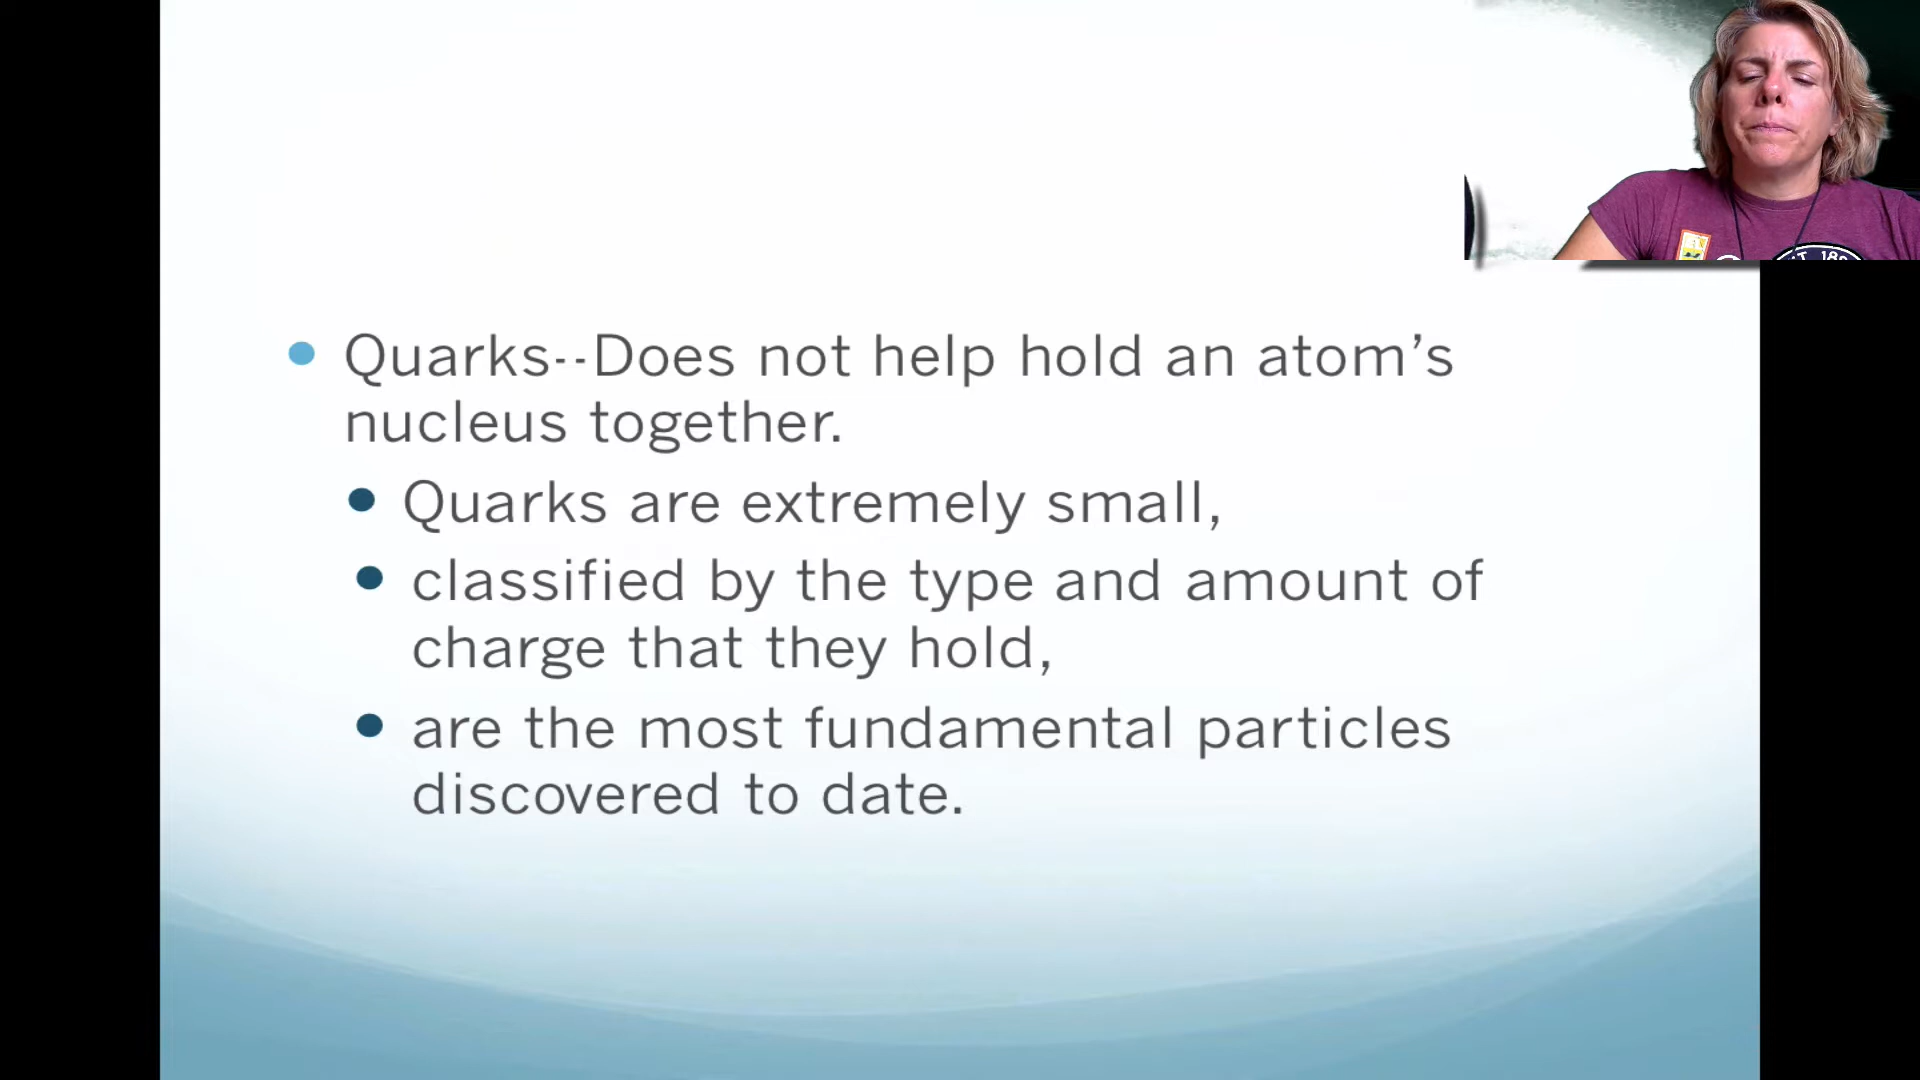 Quarks--Does not help hold an atom’s
nucleus together.
Quarks are extremely small,
classified by the type and amount of
charge that they hold,
are the most fundamental particles
discovered to date.